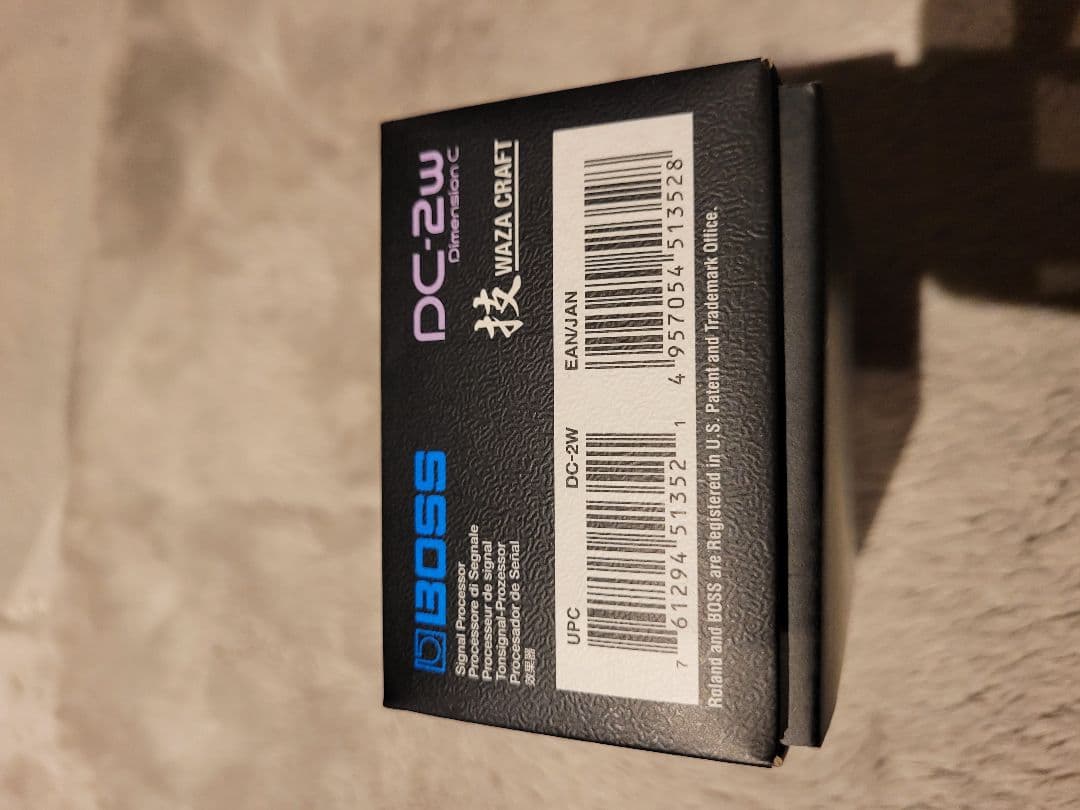 BOSS
Signal Processor
Processore di Segnale
Processeur de signal
Tonsignal-Prozessor
Procesador de Señal
效果器
DC-2w
Dimension C
技 WAZA CRAFT
UPC DC-2W EAN/JAN
7 61294 51352 1
4 957054 513528
Roland and BOSS are Registered in U.S. Patent and Trademark Office.